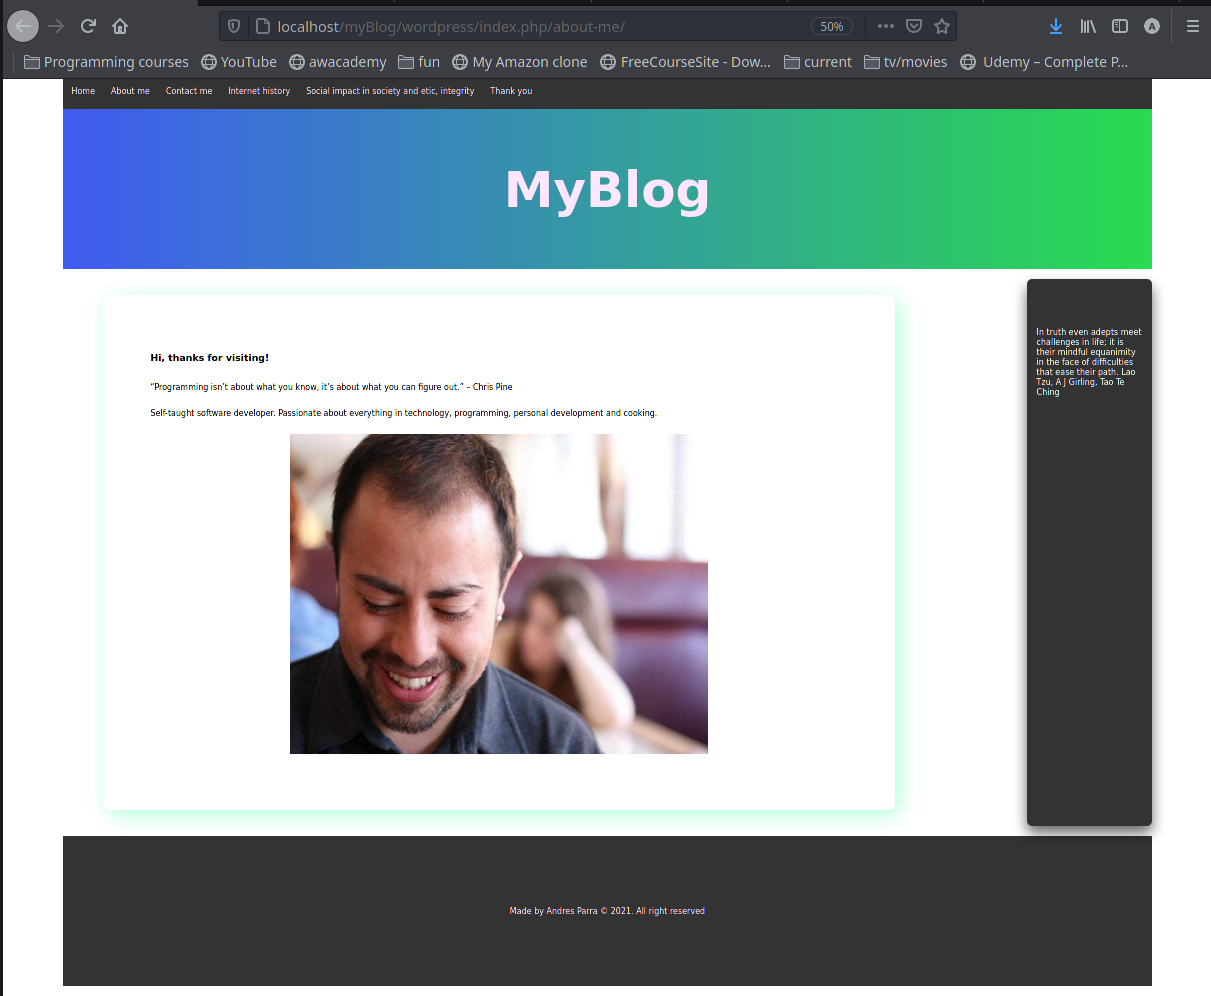 localhost/myBlog/wordpress/index.php/about-me/
50%
A
Programming courses YouTube awacademy fun My Amazon clone FreeCourseSite - Dow... current tv/movies Udemy – Complete P...
Home About me Contact me Internet history Social impact in society and etic, integrity Thank you
MyBlog
Hi, thanks for visiting!
“Programming isn’t about what you know, it’s about what you can figure out.” – Chris Pine
Self-taught software developer. Passionate about everything in technology, programming, personal development and cooking.
In truth even adepts meet
challenges in life; it is
their mindful equanimity
in the face of difficulties
that ease their path. Lao
Tzu, A J Girling, Tao Te
Ching
Made by Andres Parra © 2021. All right reserved